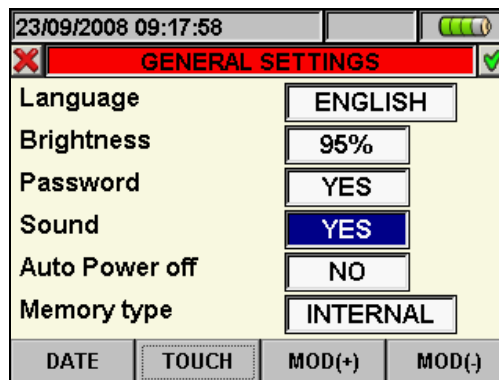 23/09/2008 09:17:58
GENERAL SETTINGS
Language ENGLISH
Brightness 95%
Password YES
Sound YES
Auto Power off NO
Memory type INTERNAL
DATE TOUCH MOD(+) MOD(-)